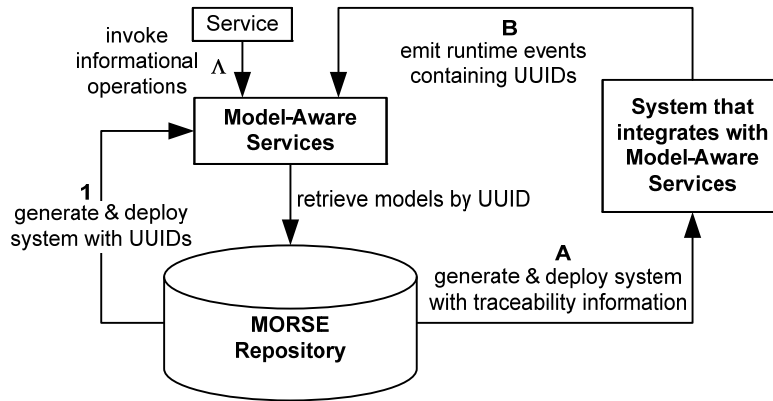 Service
invoke
informational
operations
Λ
B
emit runtime events
containing UUIDs
Model-Aware
Services
System that
integrates with
Model-Aware
Services
1
generate & deploy
system with UUIDs
retrieve models by UUID
A
generate & deploy system
with traceability information
MORSE
Repository